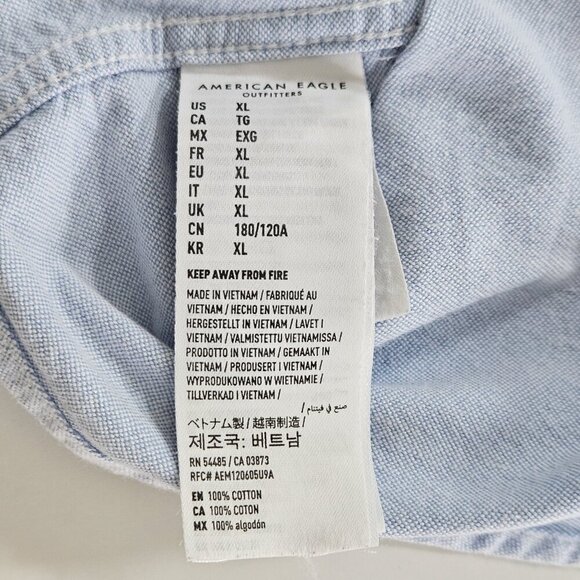 AMERICAN EAGLE
OUTFITTERS
US XL
CA TG
MX EXG
FR XL
EU XL
IT XL
UK XL
CN 180/120A
KR XL
KEEP AWAY FROM FIRE
MADE IN VIETNAM / FABRIQUÉ AU
VIETNAM / HECHO EN VIETNAM /
HERGESTELLT IN VIETNAM / LAVET I
VIETNAM / VALMISTETTU VIETNAMISSA /
PRODOTTO IN VIETNAM / GEMAAKT IN
VIETNAM / PRODUSERT I VIETNAM /
WYPRODUKOWANO W WIETNAMIE /
TILLVERKAD I VIETNAM /
صنع في فيتنام /
ベトナム製 / 越南制造 /
제조국: 베트남
RN 54485 / CA 03873
RFC# AEM120605U9A
EN 100% COTTON
CA 100% COTON
MX 100% algodón